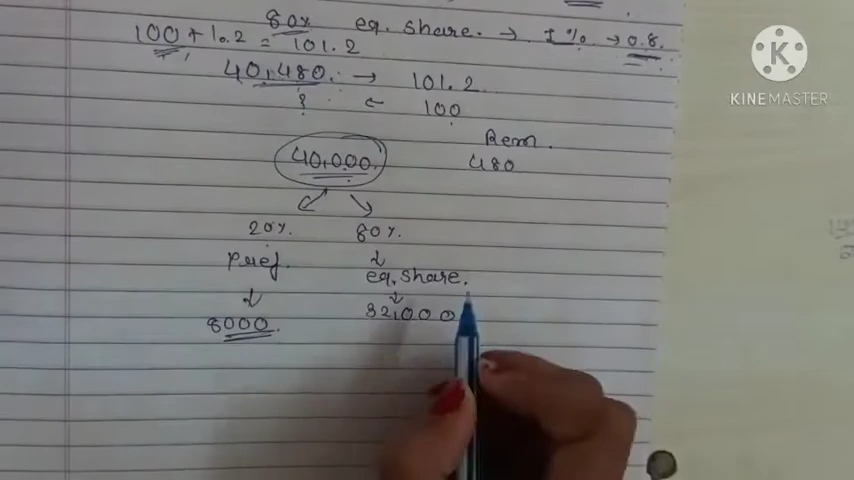 80% eq. share. → 1% → 0.8.
100 + 1.2 = 101.2
40,480. → 101.2
? ← 100
Rem.
40,000. 480
20%. 80%.
Pref. ↓
↓ eq. share.
↓
8000. 32,000
K
KINEMASTER